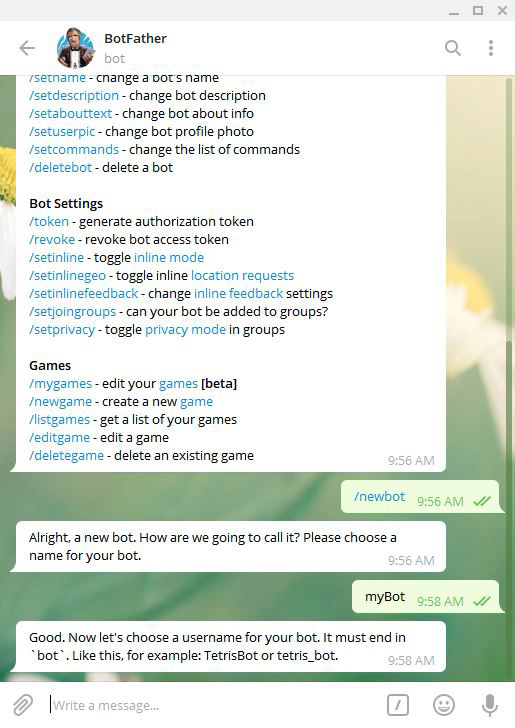 BotFather
bot
/setname - change a bot's name
/setdescription - change bot description
/setabouttext - change bot about info
/setuserpic - change bot profile photo
/setcommands - change the list of commands
/deletebot - delete a bot
Bot Settings
/token - generate authorization token
/revoke - revoke bot access token
/setinline - toggle inline mode
/setinlinegeo - toggle inline location requests
/setinlinefeedback - change inline feedback settings
/setjoingroups - can your bot be added to groups?
/setprivacy - toggle privacy mode in groups
Games
/mygames - edit your games [beta]
/newgame - create a new game
/listgames - get a list of your games
/editgame - edit a game
/deletegame - delete an existing game
9:56 AM
/newbot 9:56 AM
Alright, a new bot. How are we going to call it? Please choose a
name for your bot.
9:56 AM
myBot 9:58 AM
Good. Now let's choose a username for your bot. It must end in
`bot`. Like this, for example: TetrisBot or tetris_bot.
9:58 AM
Write a message...